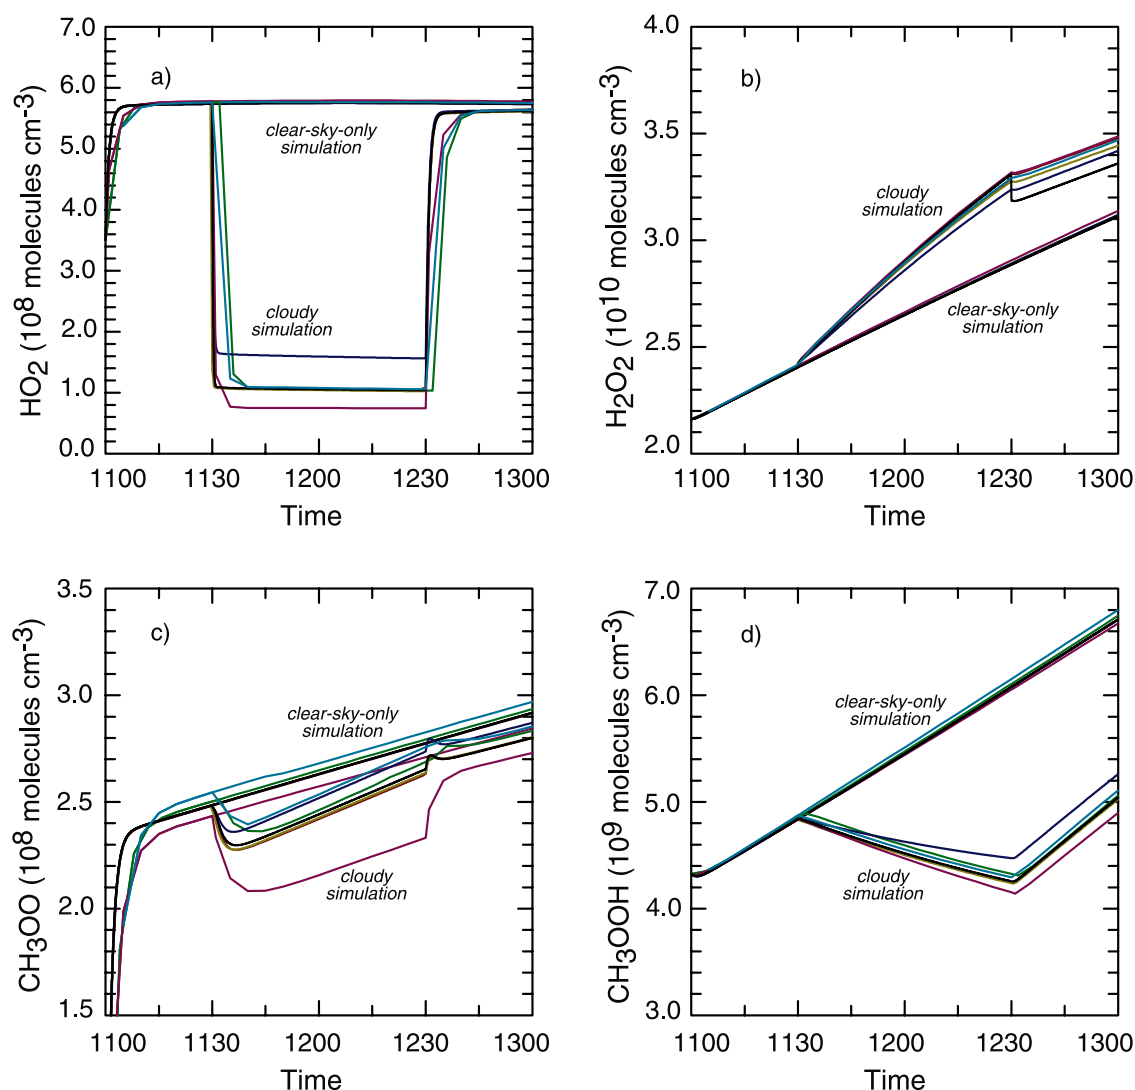 7.0
6.0
5.0
4.0
3.0
2.0
1.0
0.0
a)
clear-sky-only
simulation
cloudy
simulation
HO2 (10^8 molecules cm-3)
1100
1130
1200
1230
1300
Time
4.0
3.5
3.0
2.5
2.0
b)
cloudy
simulation
clear-sky-only
simulation
H2O2 (10^10 molecules cm-3)
1100
1130
1200
1230
1300
Time
3.5
3.0
2.5
2.0
1.5
c)
clear-sky-only
simulation
cloudy
simulation
CH3OO (10^8 molecules cm-3)
1100
1130
1200
1230
1300
Time
7.0
6.0
5.0
4.0
3.0
d)
clear-sky-only
simulation
cloudy
simulation
CH3OOH (10^9 molecules cm-3)
1100
1130
1200
1230
1300
Time